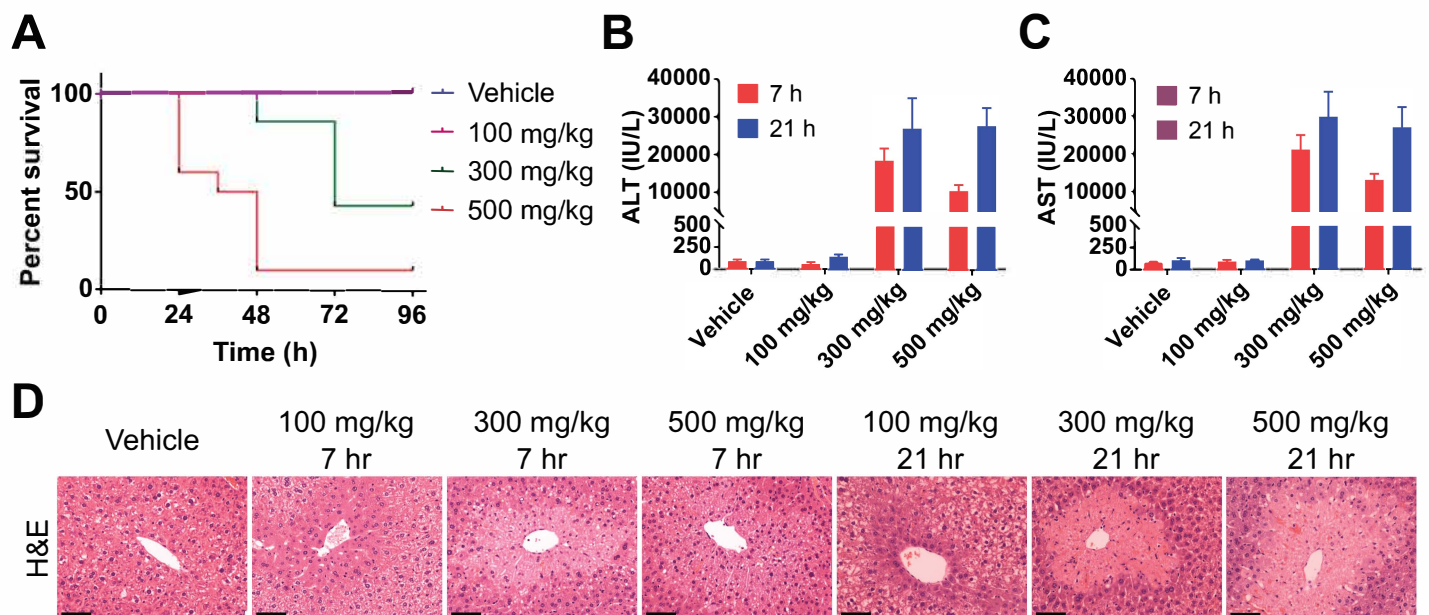 A
Percent survival
100
50
0
0 24 48 72 96
Time (h)
Vehicle
100 mg/kg
300 mg/kg
500 mg/kg
B
ALT (IU/L)
40000
30000
20000
10000
500
250
0
7 h
21 h
Vehicle
100 mg/kg
300 mg/kg
500 mg/kg
C
AST (IU/L)
40000
30000
20000
10000
500
250
0
7 h
21 h
Vehicle
100 mg/kg
300 mg/kg
500 mg/kg
D
H&E
Vehicle
100 mg/kg
7 hr
300 mg/kg
7 hr
500 mg/kg
7 hr
100 mg/kg
21 hr
300 mg/kg
21 hr
500 mg/kg
21 hr